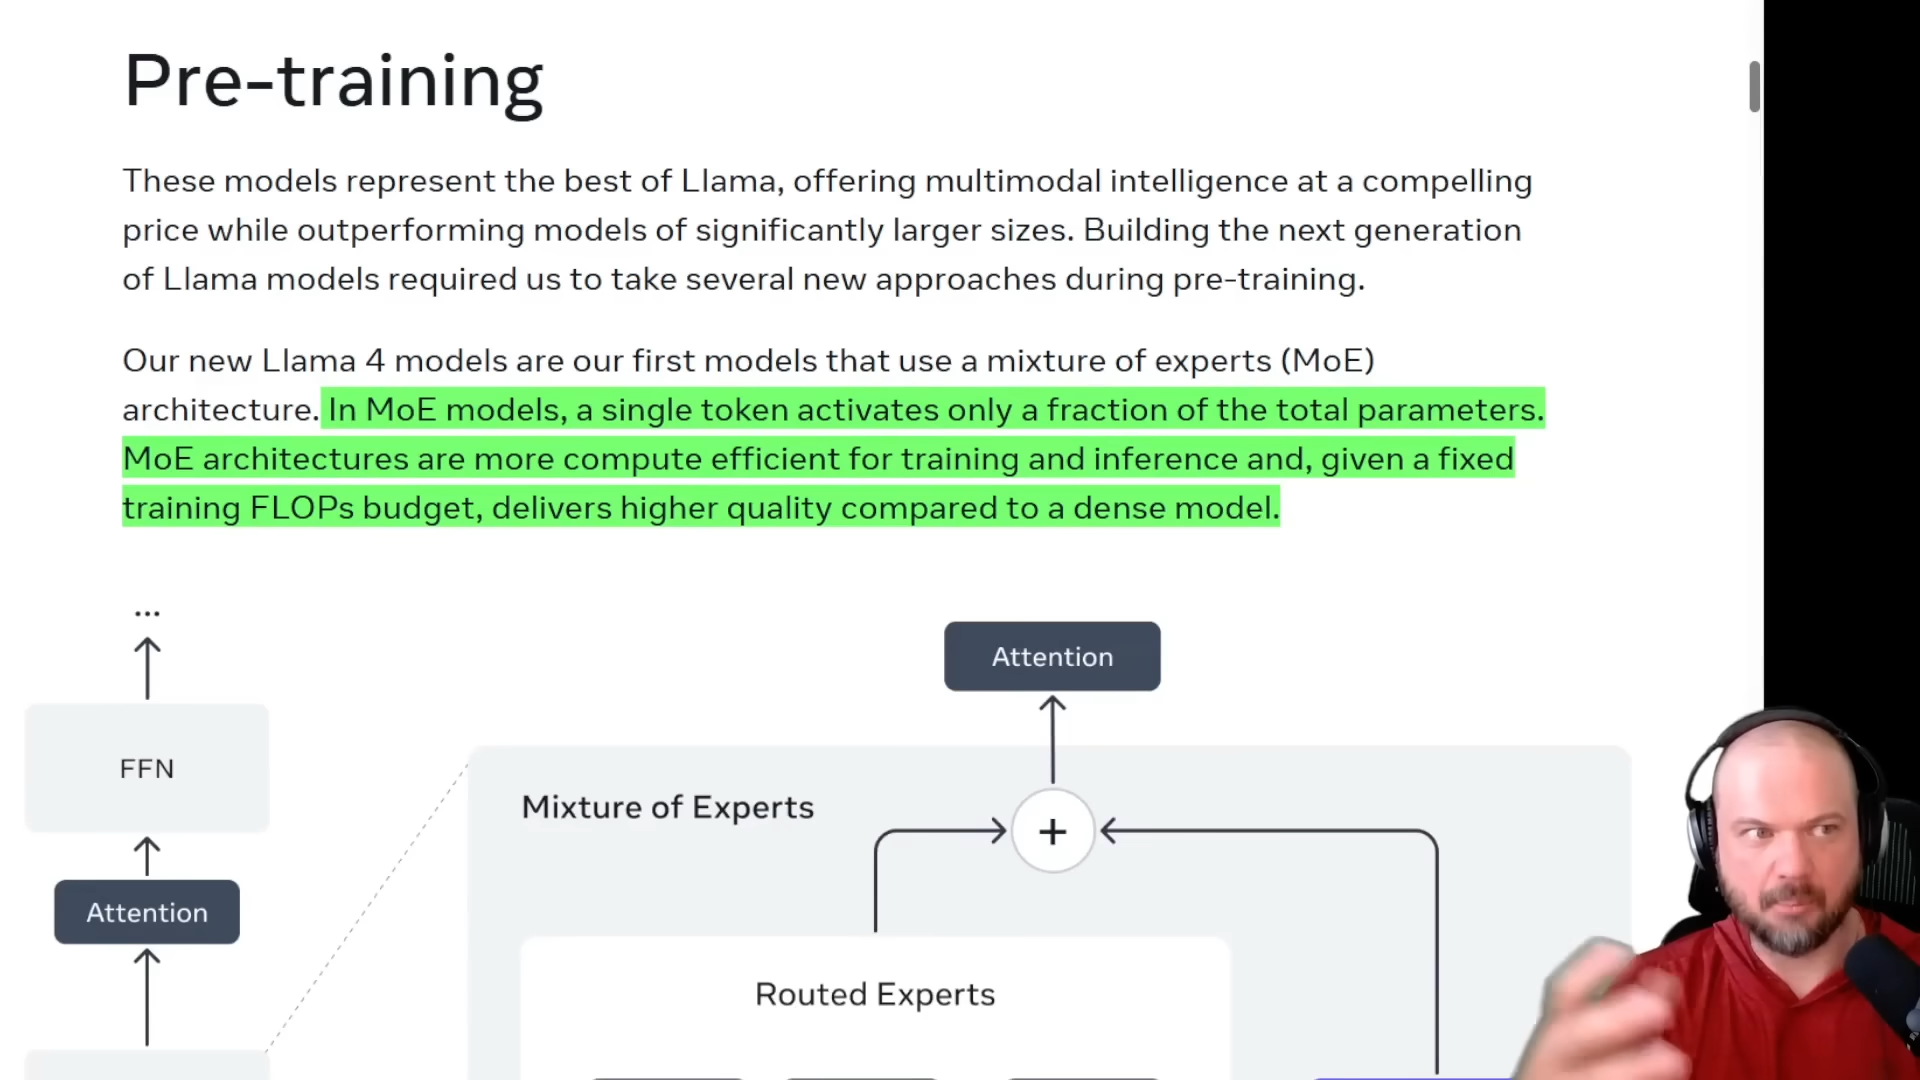 Pre-training
These models represent the best of Llama, offering multimodal intelligence at a compelling
price while outperforming models of significantly larger sizes. Building the next generation
of Llama models required us to take several new approaches during pre-training.
Our new Llama 4 models are our first models that use a mixture of experts (MoE)
architecture. In MoE models, a single token activates only a fraction of the total parameters.
MoE architectures are more compute efficient for training and inference and, given a fixed
training FLOPs budget, delivers higher quality compared to a dense model.
...
Attention
FFN
Mixture of Experts
+
Attention
Routed Experts